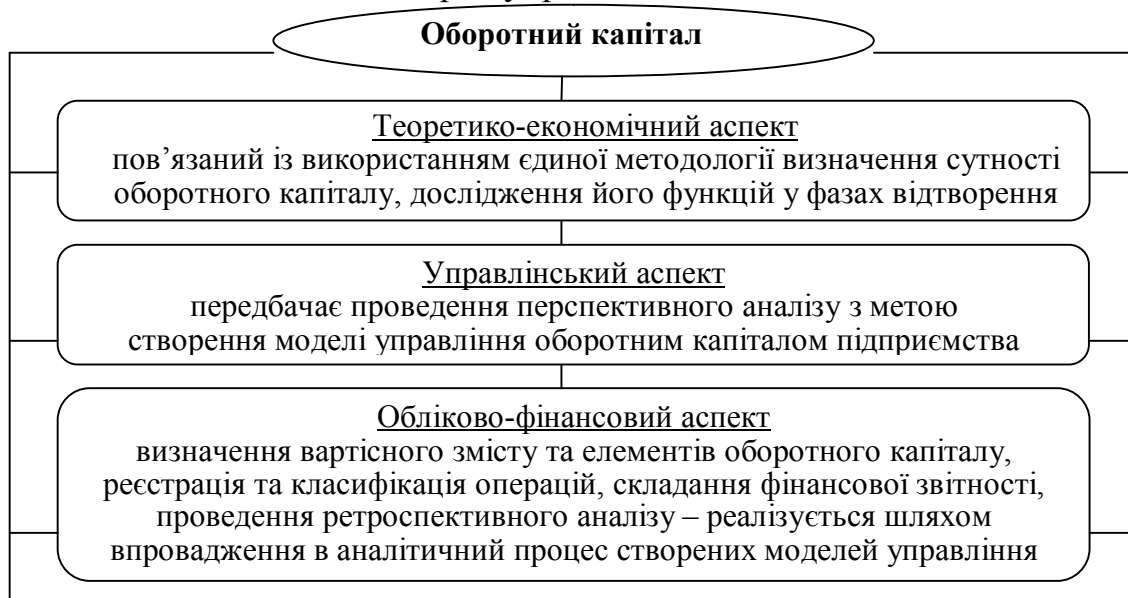 Оборотний капітал
Теоретико-економічний аспект
пов’язаний із використанням єдиної методології визначення сутності
оборотного капіталу, дослідження його функцій у фазах відтворення
Управлінський аспект
передбачає проведення перспективного аналізу з метою
створення моделі управління оборотним капіталом підприємства
Обліково-фінансовий аспект
визначення вартісного змісту та елементів оборотного капіталу,
реєстрація та класифікація операцій, складання фінансової звітності,
проведення ретроспективного аналізу – реалізується шляхом
впровадження в аналітичний процес створених моделей управління